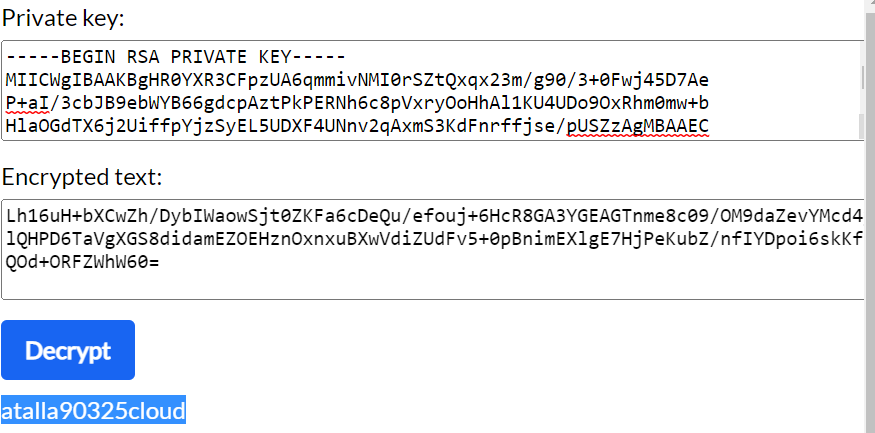 Private key:
-----BEGIN RSA PRIVATE KEY-----
MIICWgIBAAKBgHR0YXR3CFpzUA6qmmivNMI0rSZtQxqx23m/g90/3+0Fwj45D7Ae
P+aI/3cbJB9ebWYB66gdcpAztPkPERNh6c8pVxryOoHhAl1KU4UDo9OxRhm0mw+b
HlaOGdTX6j2UiffpYjzSyEL5UDXF4UNnv2qAxmS3KdFnrffjse/pUSZzAgMBAAEC
Encrypted text:
Lh16uH+bXCwZh/DybIWaowSjt0ZKFa6cDeQu/efouj+6HcR8GA3YGEAGTnme8c09/OM9daZevYMcd4
lQHPD6TaVgXGS8didamEZOEHznOxnxuBXwVdiZUdFv5+0pBnimEXlgE7HjPeKubZ/nfIYDpoi6skKf
QOd+ORFZWhW60=
Decrypt
atalla90325cloud